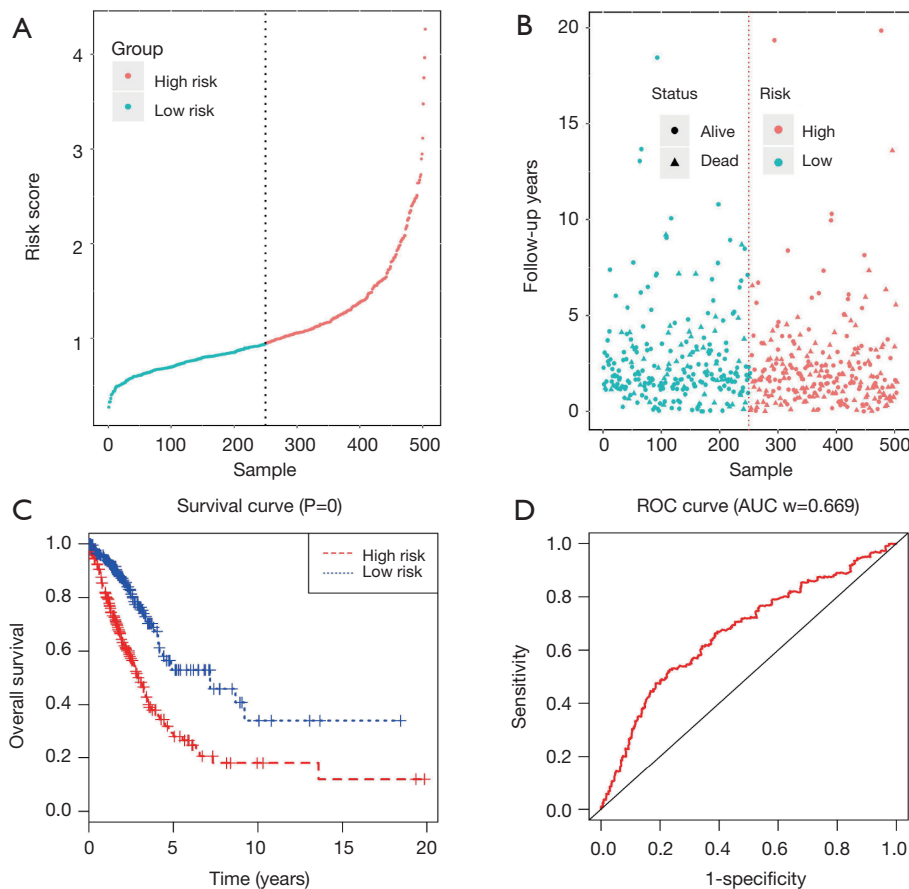 A
Group
High risk
Low risk
Risk score
4
3
2
1
0 100 200 300 400 500
Sample
B
Status Risk
Alive High
Dead Low
Follow-up years
20
15
10
5
0
0 100 200 300 400 500
Sample
C
Survival curve (P=0)
High risk
Low risk
Overall survival
1.0
0.8
0.6
0.4
0.2
0.0
0 5 10 15 20
Time (years)
D
ROC curve (AUC w=0.669)
Sensitivity
1.0
0.8
0.6
0.4
0.2
0.0
0.0 0.2 0.4 0.6 0.8 1.0
1-specificity